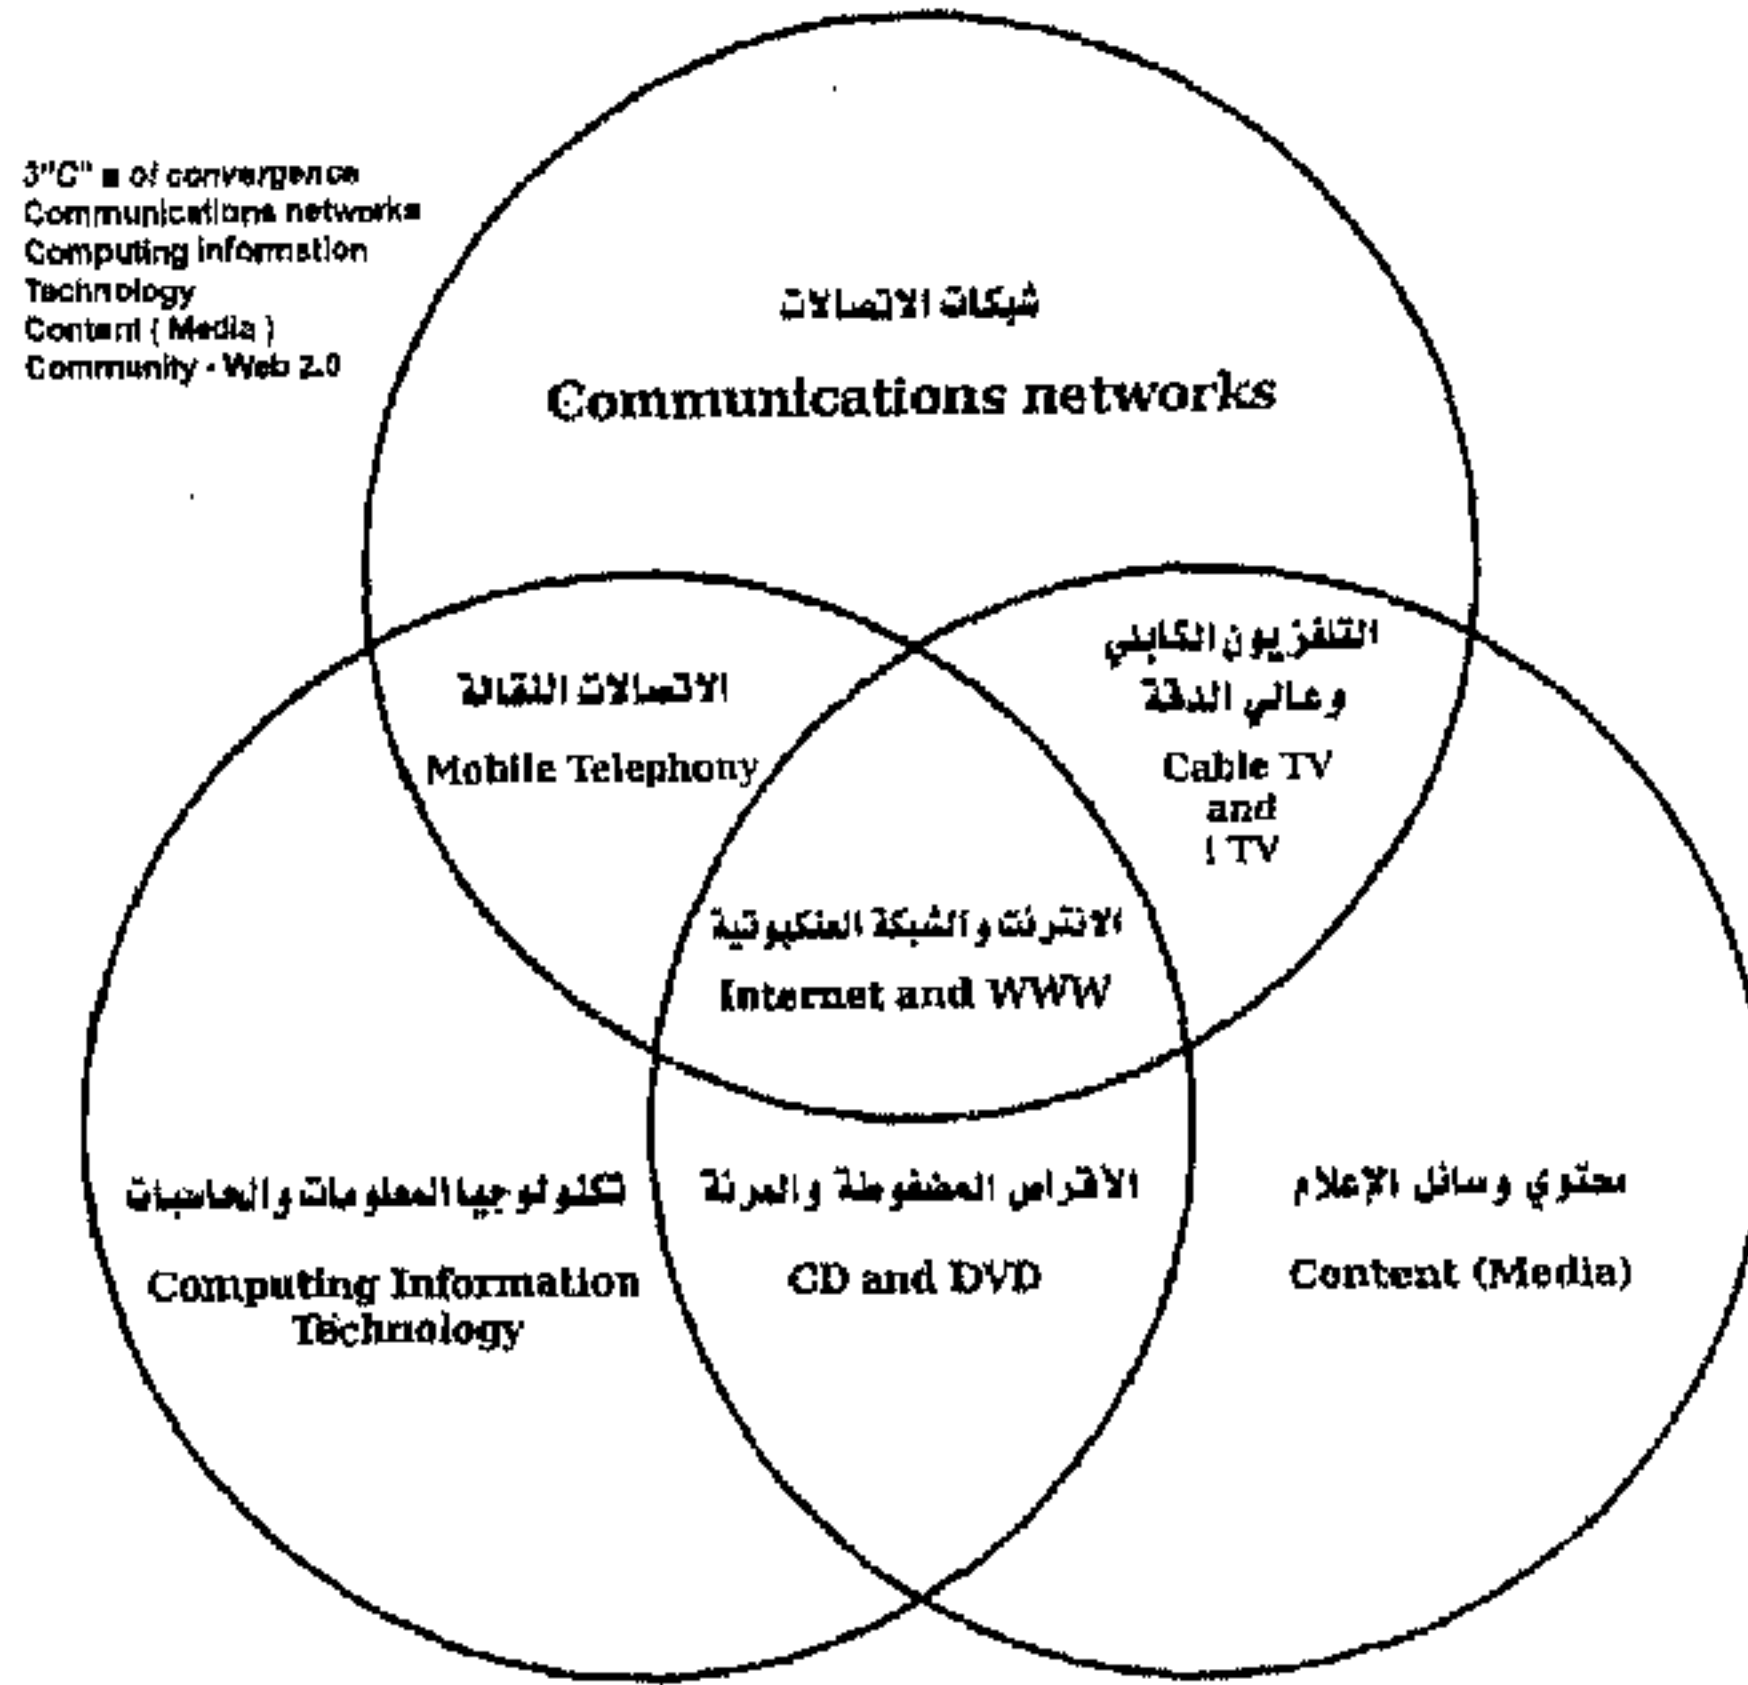 3"C" s of convergence
Communications networks
Computing information
Technology
Content ( Media )
Community - Web 2.0
شبكات الاتصالات
Communications networks
الاتصالات النقالة
Mobile Telephony
التلفزيون الكابلي
وعالي الدقة
Cable TV
and
! TV
الانترنت والشبكة العنكبوتية
Internet and WWW
تكنولوجيا المعلومات والحاسبات
Computing Information
Technology
الأقراص المضغوطة والمرنة
CD and DVD
محتوي وسائل الإعلام
Content (Media)